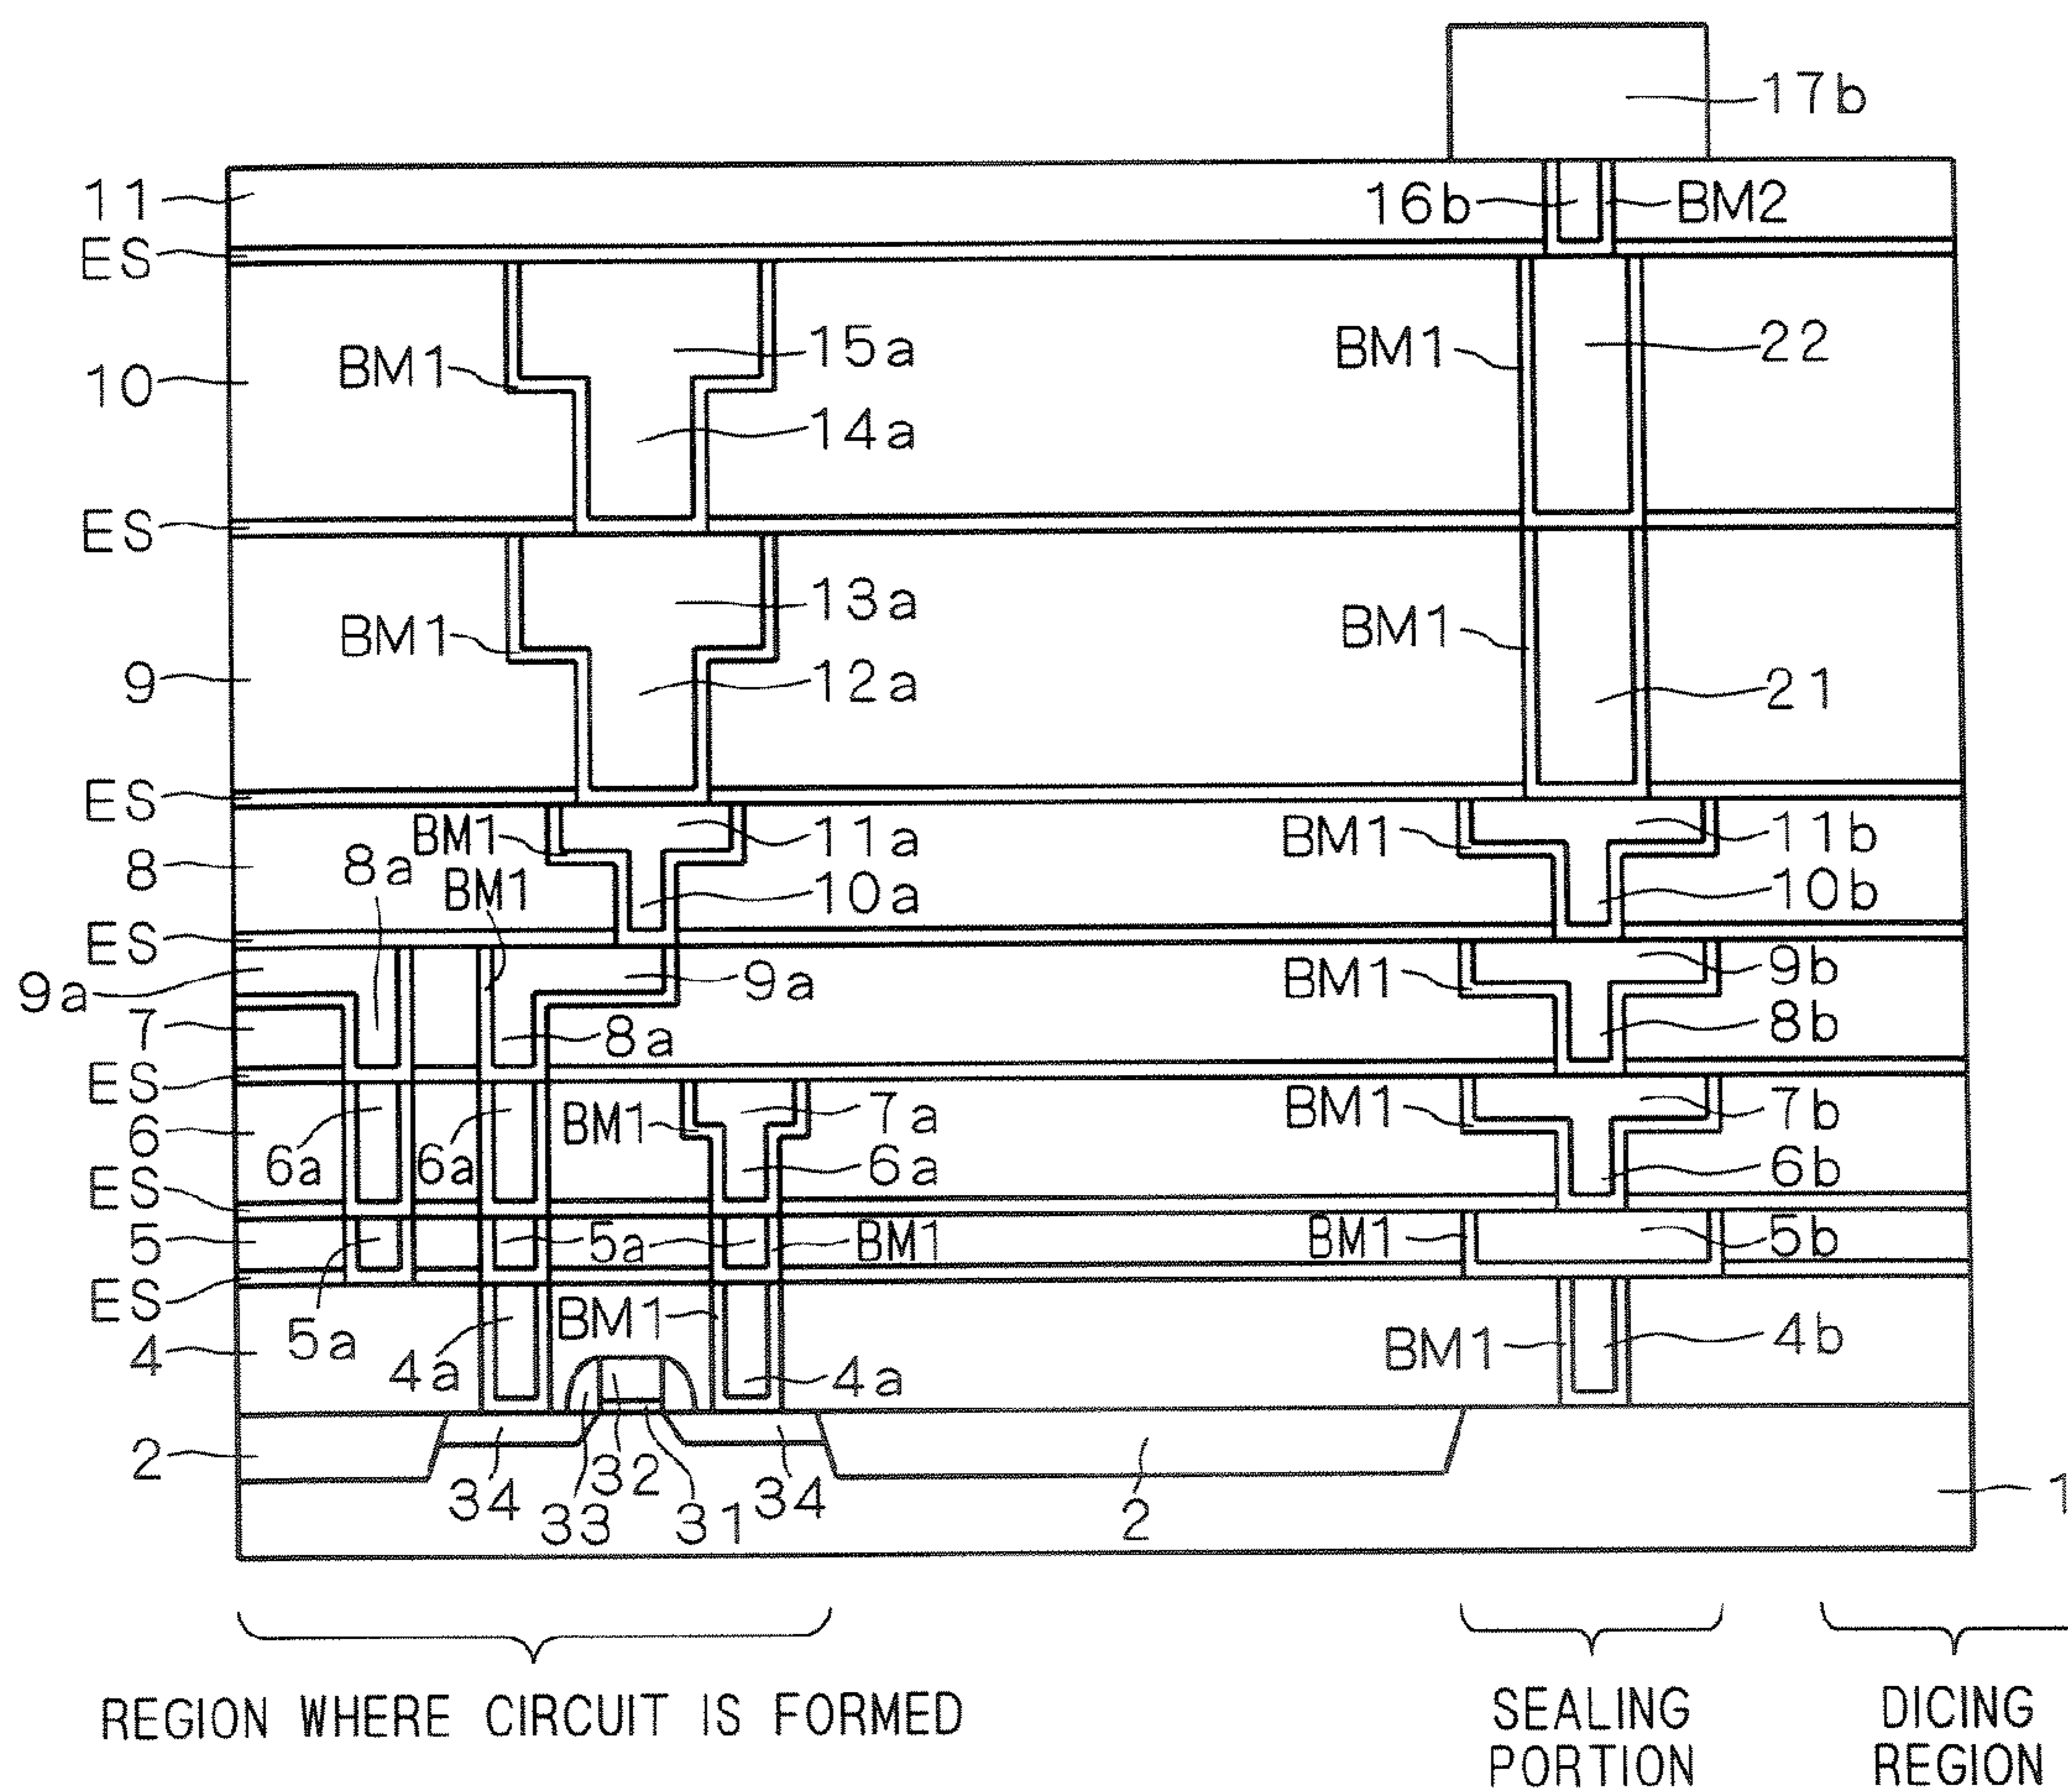 17b
11
16b
BM2
ES
10
BM1
15a
14a
BM1
22
ES
9
BM1
13a
12a
BM1
21
ES
8
8a
BM1
BM1
11a
10a
BM1
11b
10b
ES
9a
7
9a
8a
BM1
9b
8b
ES
6
6a
6a
BM1
7a
6a
BM1
7b
6b
ES
5
5a
BM1
BM1
5b
ES
4
5a
4a
BM1
4a
BM1
4b
2
34
33
32
31
34
2
1
REGION WHERE CIRCUIT IS FORMED
SEALING
PORTION
DICING
REGION